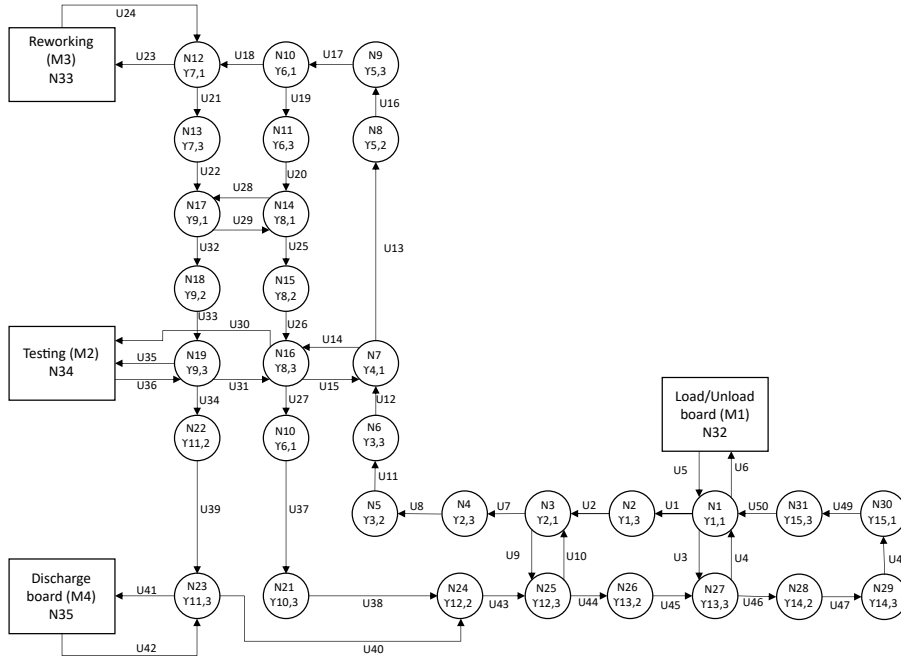 U24
Reworking
(M3)
N33
U23
N12
Y7,1
U18
N10
Y6,1
U17
N9
Y5,3
U21
U19
U16
N13
Y7,3
N11
Y6,3
N8
Y5,2
U22
U20
U28
N17
Y9,1
N14
Y8,1
U29
U32
U25
U13
N18
Y9,2
N15
Y8,2
U33
U30
U26
U14
Testing (M2)
N34
U35
N19
Y9,3
N16
Y8,3
N7
Y4,1
U36
U31
U15
U34
U27
U12
Load/Unload
board (M1)
N32
N22
Y11,2
N10
Y6,1
N6
Y3,3
U11
U5
U6
U39
U37
N5
Y3,2
U8
N4
Y2,3
U7
N3
Y2,1
U2
N2
Y1,3
U1
N1
Y1,1
U50
N31
Y15,3
U49
N30
Y15,1
U9
U10
U3
U4
U4
Discharge
board (M4)
N35
U41
N23
Y11,3
N21
Y10,3
U38
N24
Y12,2
U43
N25
Y12,3
U44
N26
Y13,2
U45
N27
Y13,3
U46
N28
Y14,2
U47
N29
Y14,3
U42
U40